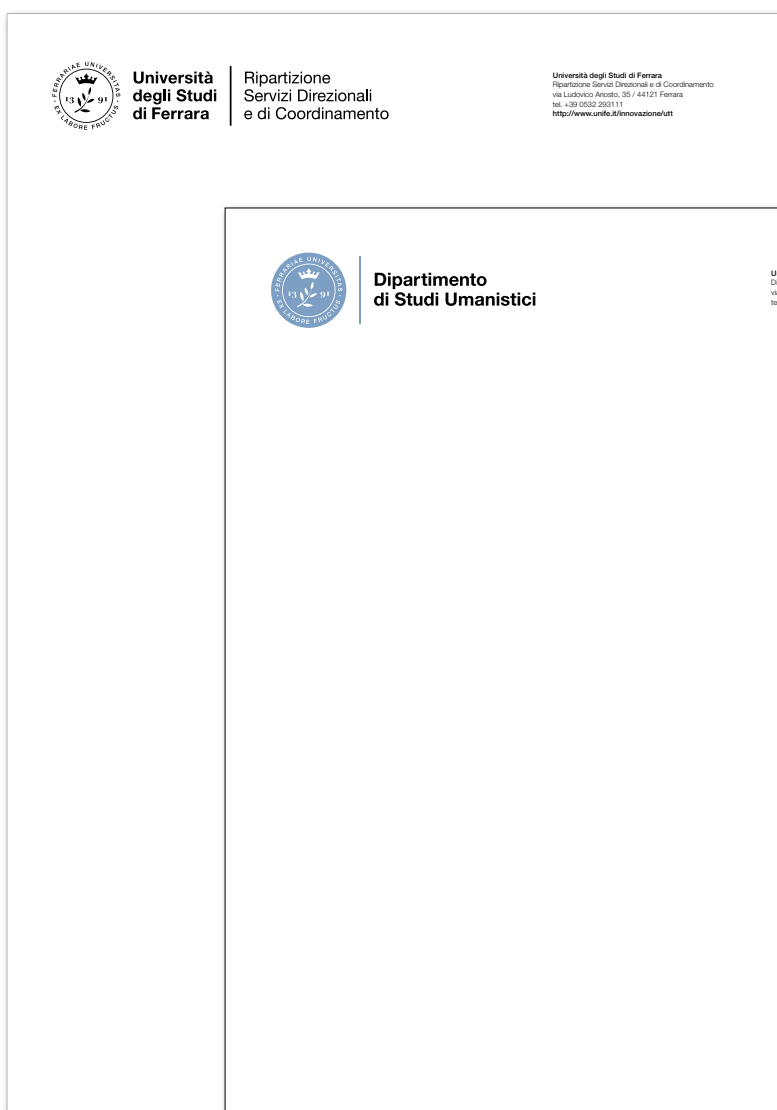 FERRARIAE UNIVERSITAS · EX LABORE FRUCTUS ·
13 91
Università
degli Studi
di Ferrara
Ripartizione
Servizi Direzionali
e di Coordinamento
Università degli Studi di Ferrara
Ripartizione Servizi Direzionali e di Coordinamento
via Ludovico Ariosto, 35 / 44121 Ferrara
tel. +39 0532 293111
http://www.unife.it/innovazione/utt
FERRARIAE UNIVERSITAS · EX LABORE FRUCTUS ·
13 91
Dipartimento
di Studi Umanistici